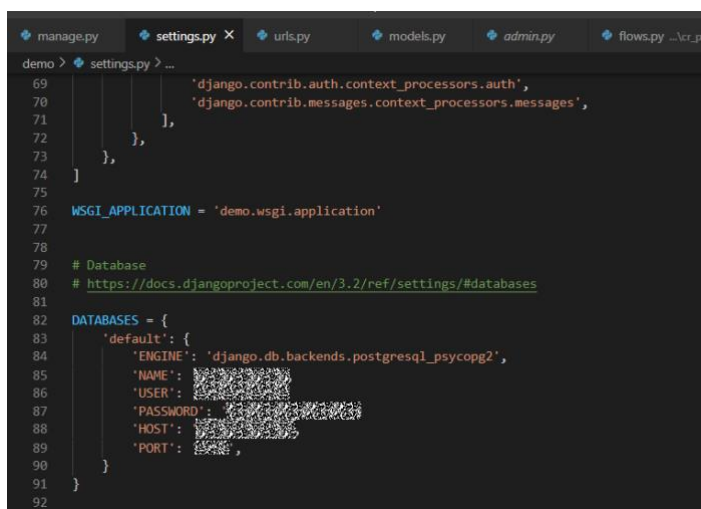 manage.py settings.py X urls.py models.py admin.py flows.py ...\cr_p
demo > settings.py > ...
69 'django.contrib.auth.context_processors.auth',
70 'django.contrib.messages.context_processors.messages',
71 ],
72 },
73 },
74 ]
75
76 WSGI_APPLICATION = 'demo.wsgi.application'
77
78
79 # Database
80 # https://docs.djangoproject.com/en/3.2/ref/settings/#databases
81
82 DATABASES = {
83 'default': {
84 'ENGINE': 'django.db.backends.postgresql_psycopg2',
85 'NAME':
86 'USER':
87 'PASSWORD': '
88 'HOST':
89 'PORT': ,
90 }
91 }
92